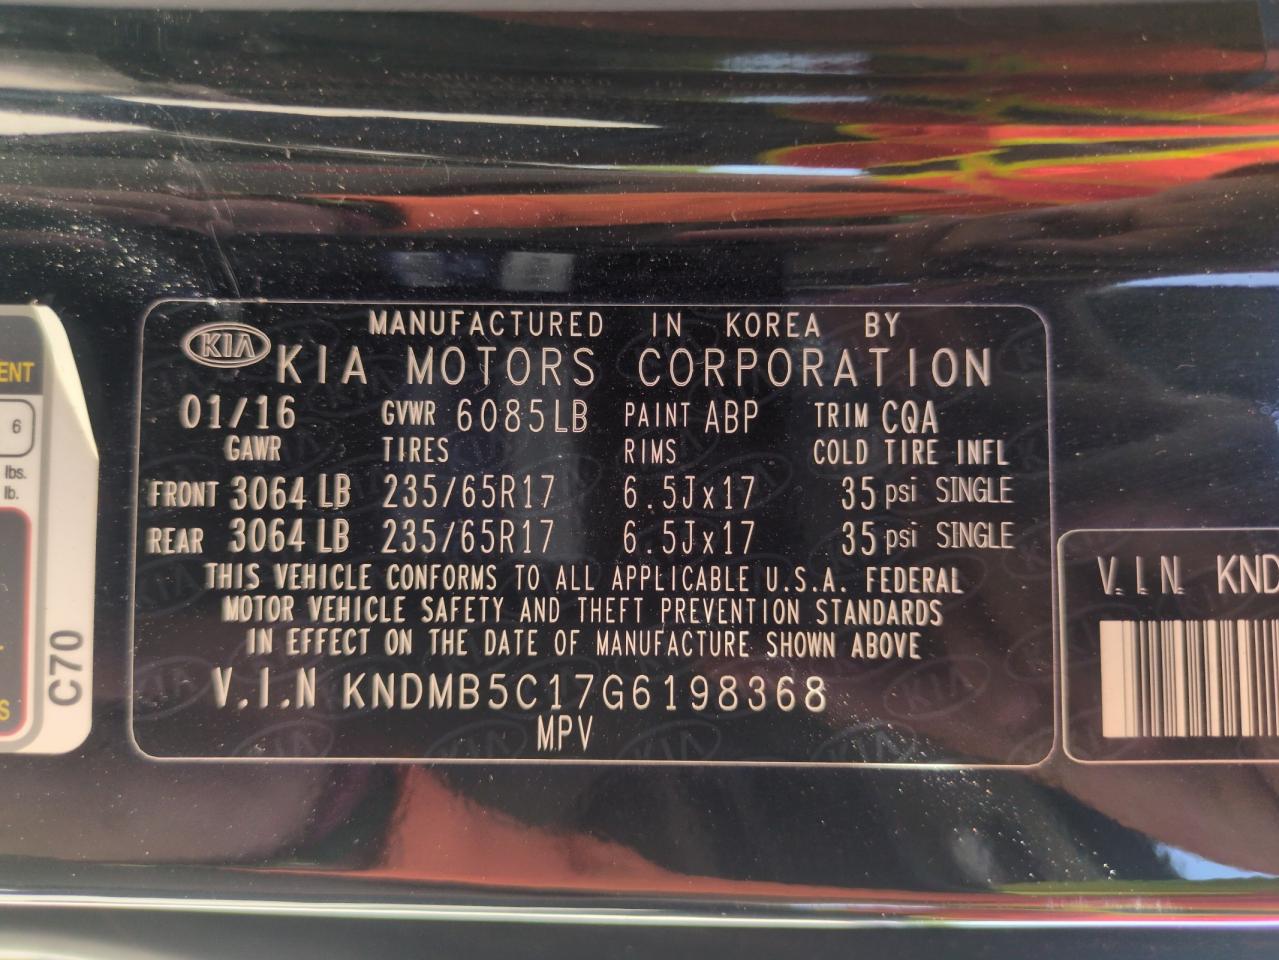 MANUFACTURED IN KOREA BY
KIA KIA MOTORS CORPORATION
01/16 GVWR 6085LB PAINT ABP TRIM CQA
GAWR TIRES RIMS COLD TIRE INFL
FRONT 3064 LB 235/65R17 6.5Jx17 35 psi SINGLE
REAR 3064 LB 235/65R17 6.5Jx17 35 psi SINGLE
THIS VEHICLE CONFORMS TO ALL APPLICABLE U.S.A. FEDERAL
MOTOR VEHICLE SAFETY AND THEFT PREVENTION STANDARDS
IN EFFECT ON THE DATE OF MANUFACTURE SHOWN ABOVE
V.I.N KNDMB5C17G6198368
MPV
ENT
6
lbs.
lb.
S
C70
V.I.N. KND